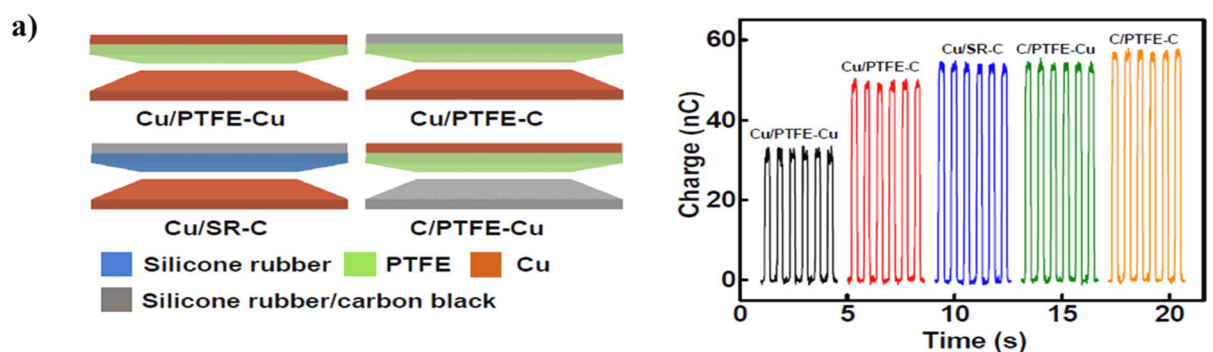 a)
Cu/PTFE-Cu
Cu/PTFE-C
Cu/SR-C
C/PTFE-Cu
Silicone rubber
PTFE
Cu
Silicone rubber/carbon black
Charge (nC)
60
40
20
0
Cu/PTFE-Cu
Cu/PTFE-C
Cu/SR-C
C/PTFE-Cu
C/PTFE-C
0
5
10
15
20
Time (s)